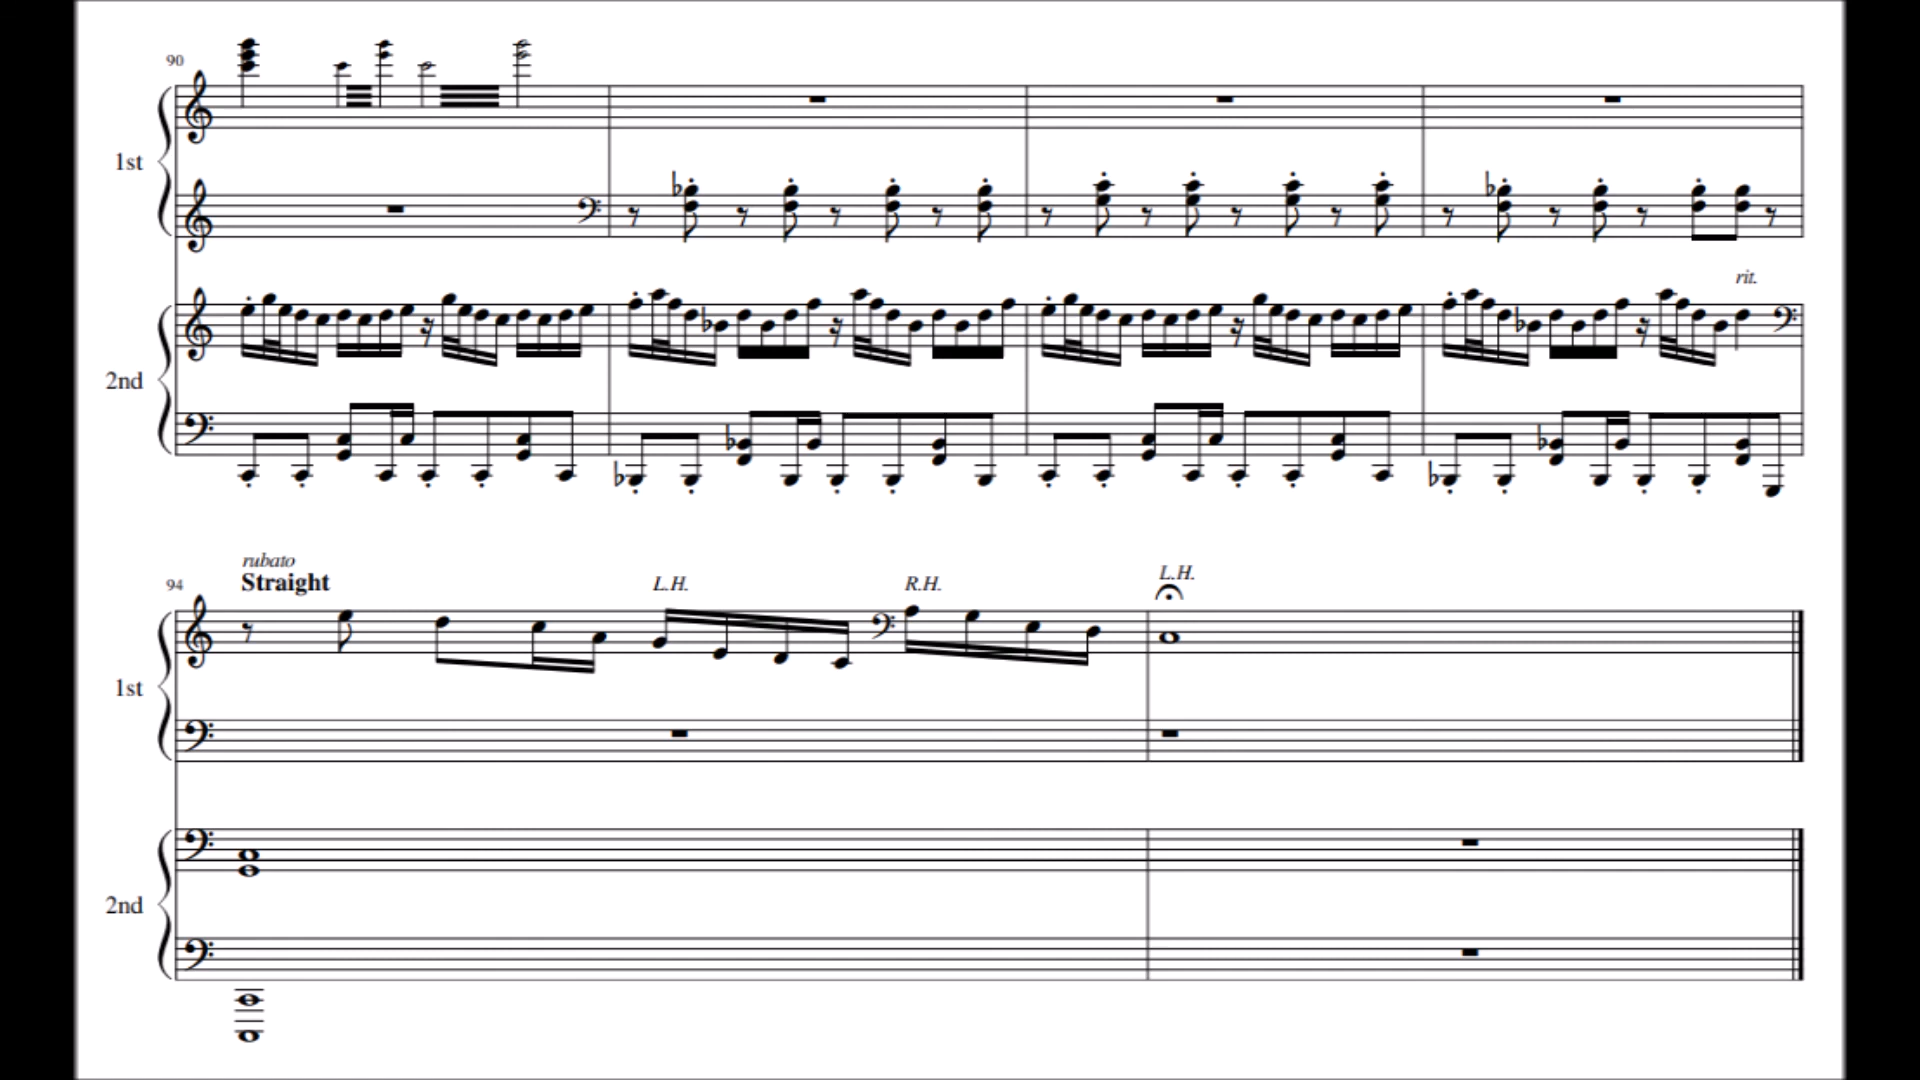 90
1st
rit.
2nd
rubato
94 Straight L.H. R.H. L.H.
1st
2nd